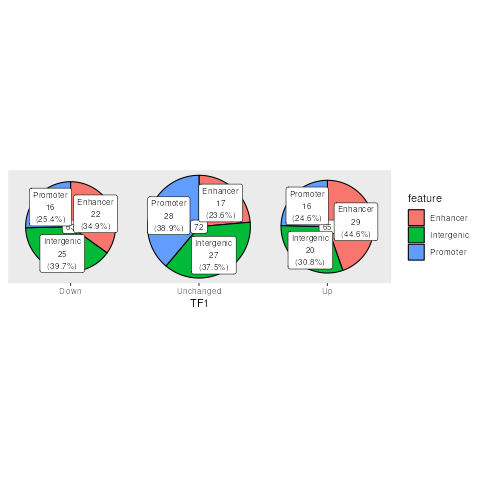 Promoter
16
(25.4%)
Enhancer
22
(34.9%)
Intergenic
25
(39.7%)
Promoter
28
(38.9%)
Enhancer
17
(23.6%)
72
Intergenic
27
(37.5%)
Promoter
16
(24.6%)
Enhancer
29
(44.6%)
65
Intergenic
20
(30.8%)
Down
Unchanged
Up
TF1
feature
Enhancer
Intergenic
Promoter